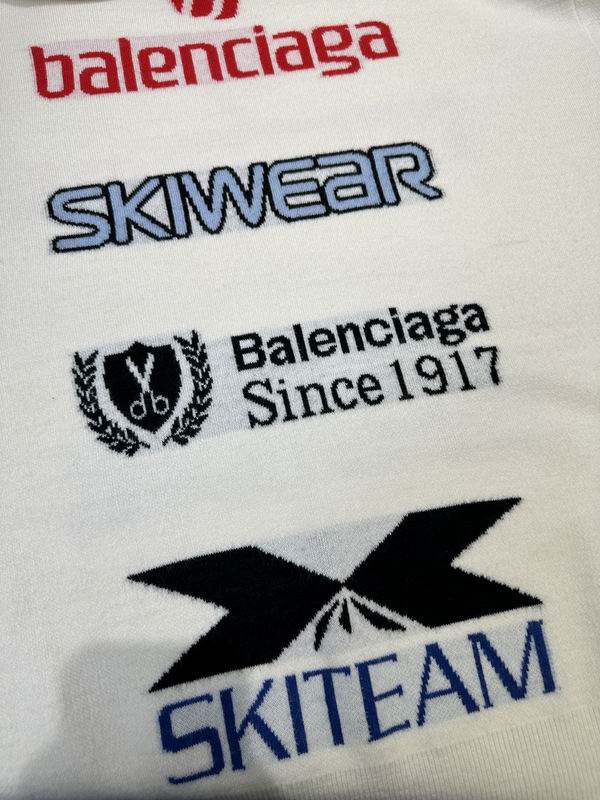 balenciaga
SKIWEAR
Balenciaga
Since 1917
SKITEAM